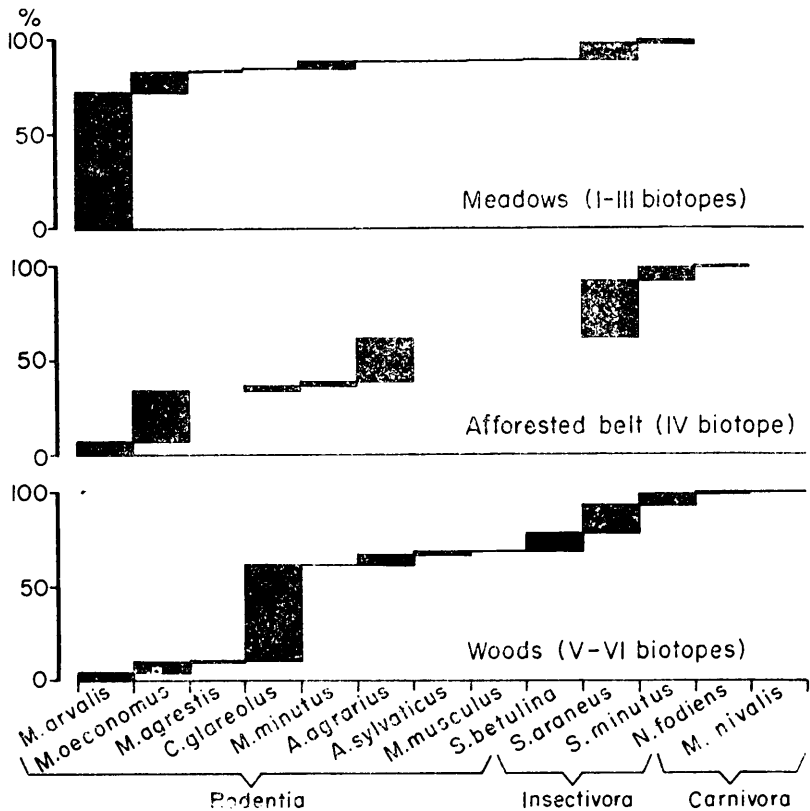 %
100
50
0
Meadows (I-III biotopes)
100
50
0
Afforested belt (IV biotope)
100
50
0
Woods (V-VI biotopes)
M.arvalis
M.oeconomus
M.agrestis
C.glareolus
M.minutus
A.agrarius
A.sylvaticus
M.musculus
S.betulina
S.araneus
S.minutus
N.fodiens
M. nivalis
Rodentia
Insectivora
Carnivora